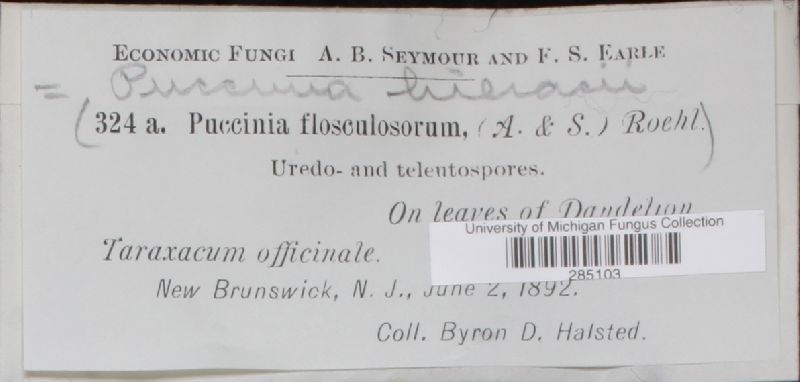 ECONOMIC FUNGI A. B. SEYMOUR AND F. S. EARLE
= Puccinia hieracii
(324 a. Puccinia flosculosorum, (A. & S.) Roehl.)
Uredo- and teleutospores.
On leaves of Dandelion
University of Michigan Fungus Collection
Taraxacum officinale.
285103
New Brunswick, N. J., June 2, 1892.
Coll. Byron D. Halsted.